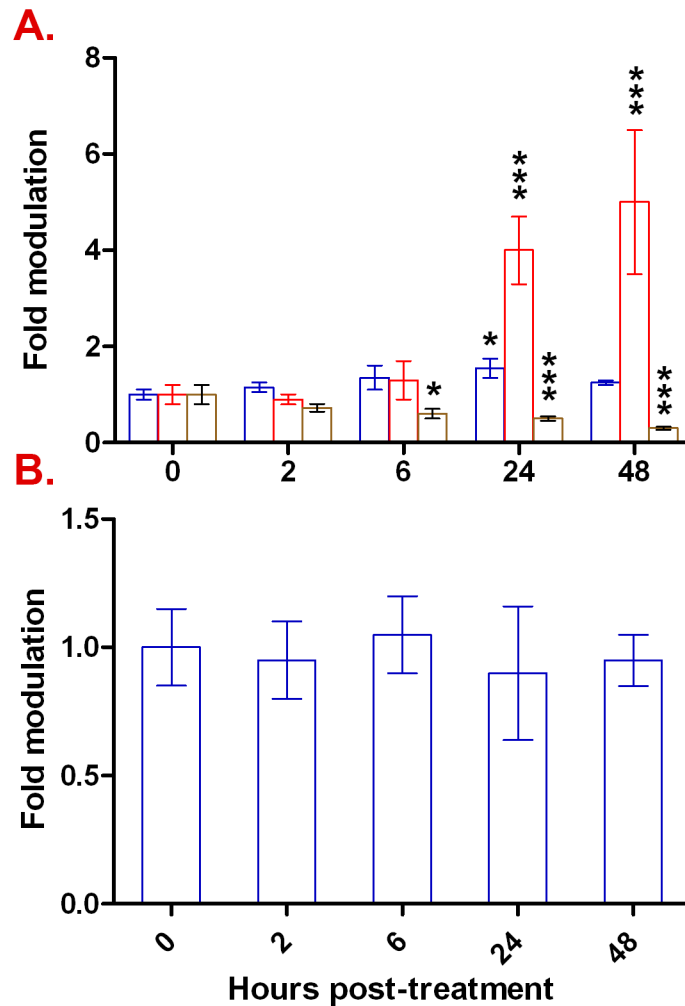 A.
Fold modulation
8
6
4
2
0
* *** *** *** * ***
0 2 6 24 48
B.
Fold modulation
1.5
1.0
0.5
0.0
0 2 6 24 48
Hours post-treatment